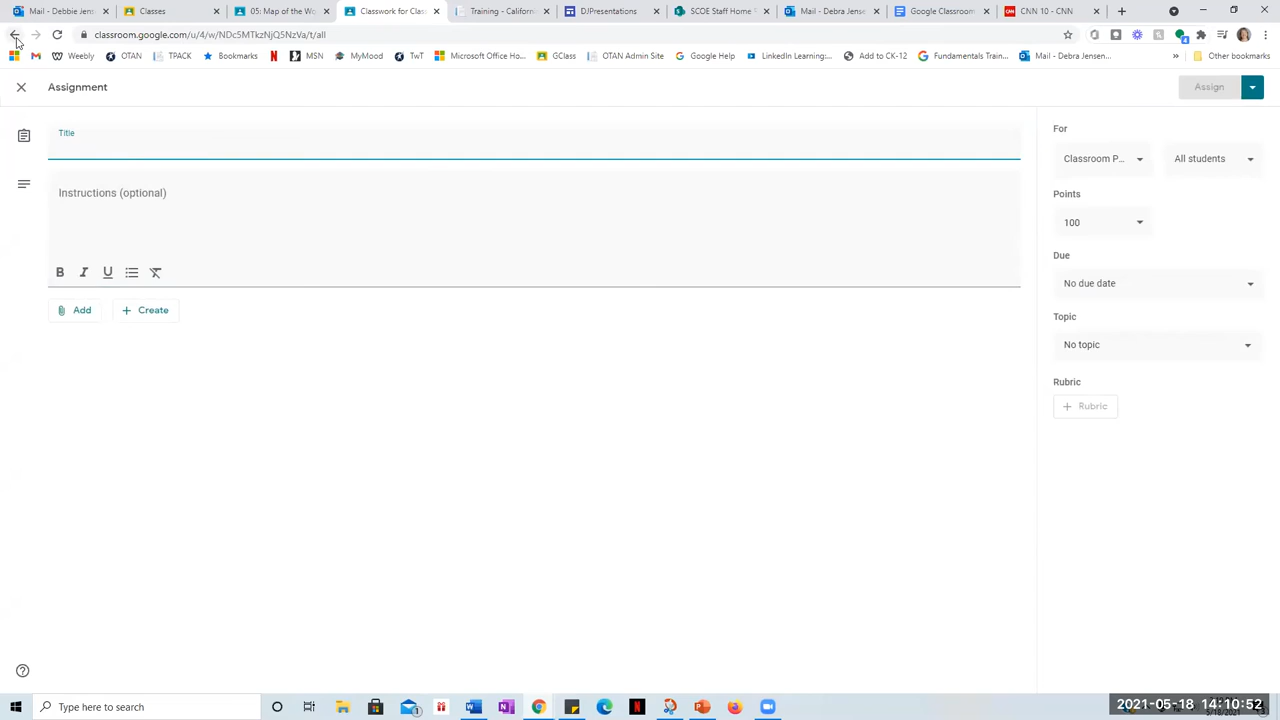 Mail - Debbie Jen
Classes
05: Map of the Wo
Classwork for Clas
Training - Californi
DJPresentations
SCOE Staff Home
Mail - Debra Jense
Google Classroom
CNN 10 - CNN
classroom.google.com/u/4/w/NDc5MTkzNjQ5NzVa/t/all
Weebly OTAN TPACK Bookmarks MSN MyMood TwT Microsoft Office Ho... GClass OTAN Admin Site Google Help LinkedIn Learning:... Add to CK-12 Fundamentals Train... Mail - Debra Jensen... » Other bookmarks
Assignment
Assign
Title
Instructions (optional)
B I U
Add
Create
For
Classroom P...
All students
Points
100
Due
No due date
Topic
No topic
Rubric
Rubric
Type here to search
2021-05-18 14:10:52